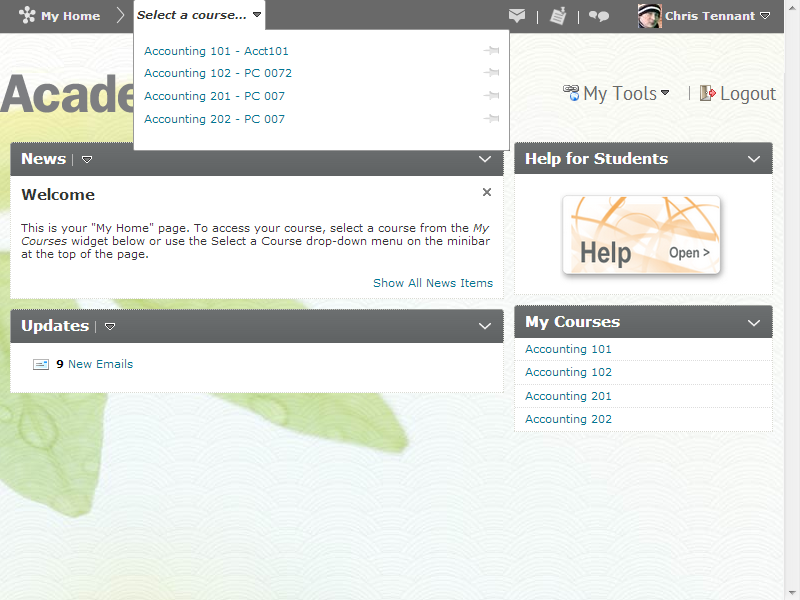 My Home
Select a course...
Chris Tennant
Accounting 101 - Acct101
Accounting 102 - PC 0072
Accounting 201 - PC 007
Accounting 202 - PC 007
My Tools
Logout
News
Welcome
This is your "My Home" page. To access your course, select a course from the My
Courses widget below or use the Select a Course drop-down menu on the minibar
at the top of the page.
Show All News Items
Updates
9 New Emails
Help for Students
Help
Open >
My Courses
Accounting 101
Accounting 102
Accounting 201
Accounting 202